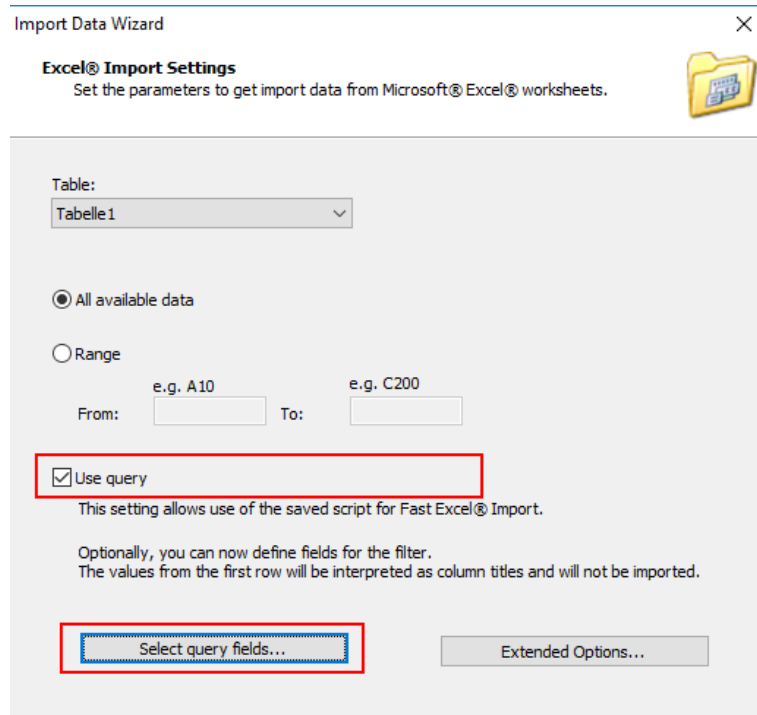 Import Data Wizard
Excel® Import Settings
Set the parameters to get import data from Microsoft® Excel® worksheets.
Table:
Tabelle1
All available data
Range
e.g. A10
e.g. C200
From:
To:
Use query
This setting allows use of the saved script for Fast Excel® Import.
Optionally, you can now define fields for the filter.
The values from the first row will be interpreted as column titles and will not be imported.
Select query fields...
Extended Options...